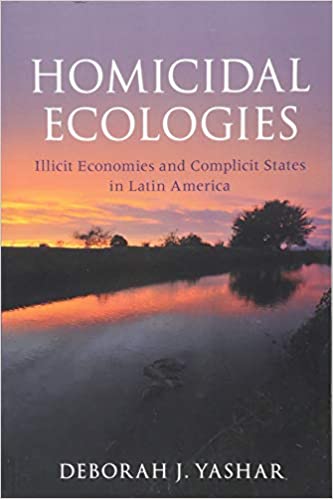 HOMICIDAL
ECOLOGIES
Illicit Economies and Complicit States
in Latin America
DEBORAH J. YASHAR